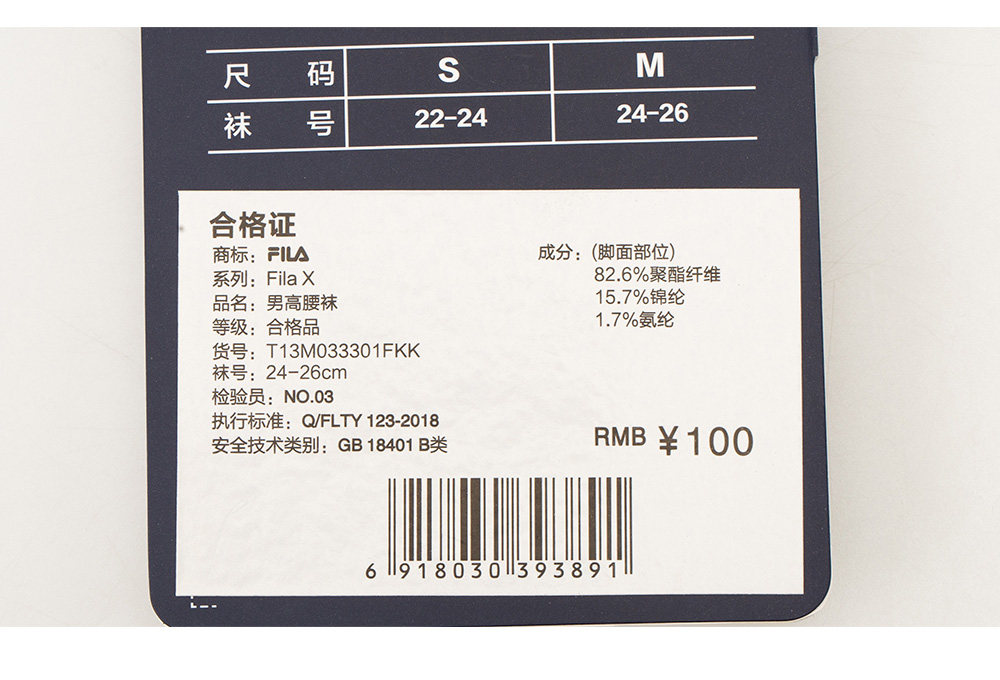 尺 码 S M
袜 号 22-24 24-26
合格证
商标：FILA
系列：Fila X
品名：男高腰袜
等级：合格品
货号：T13M033301FKK
袜号：24-26cm
检验员：NO.03
执行标准：Q/FLTY 123-2018
安全技术类别：GB 18401 B类
成分：(脚面部位)
82.6%聚酯纤维
15.7%锦纶
1.7%氨纶
RMB ¥100
6 918030 393891